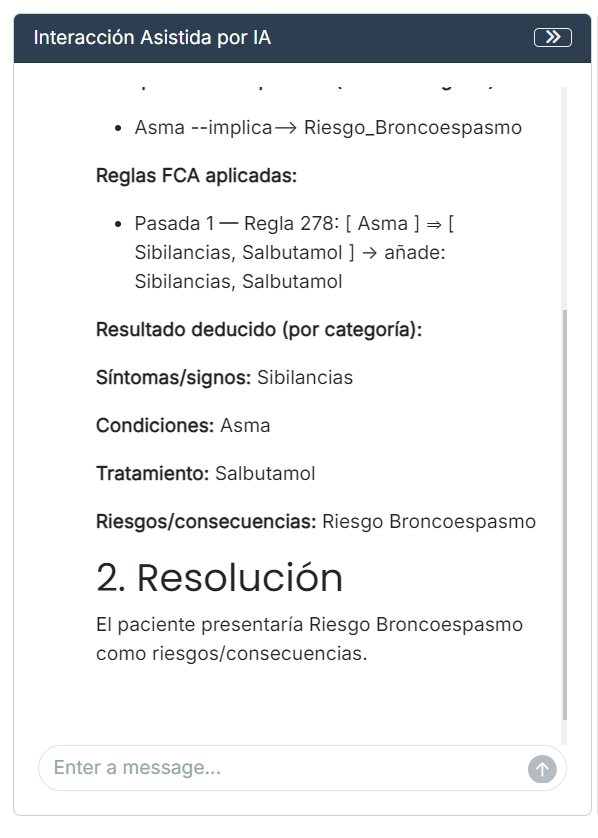 Interacción Asistida por IA
• Asma --implica--> Riesgo_Broncoespasmo
Reglas FCA aplicadas:
• Pasada 1 — Regla 278: [ Asma ] ⇒ [
Sibilancias, Salbutamol ] → añade:
Sibilancias, Salbutamol
Resultado deducido (por categoría):
Síntomas/signos: Sibilancias
Condiciones: Asma
Tratamiento: Salbutamol
Riesgos/consecuencias: Riesgo Broncoespasmo
2. Resolución
El paciente presentaría Riesgo Broncoespasmo
como riesgos/consecuencias.
Enter a message...